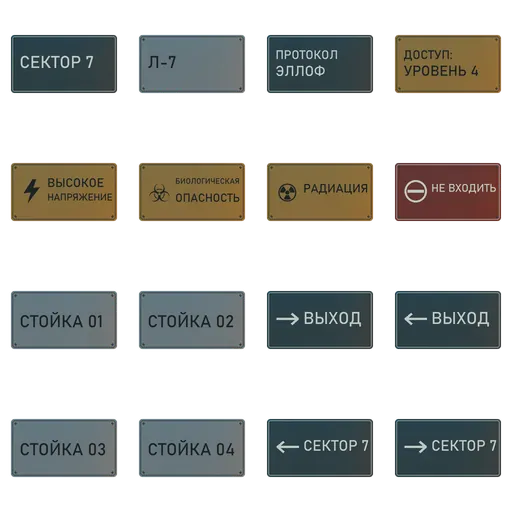 СЕКТОР 7
Л-7
ПРОТОКОЛ
ЭЛЛОФ
ДОСТУП:
УРОВЕНЬ 4
ВЫСОКОЕ
НАПРЯЖЕНИЕ
БИОЛОГИЧЕСКАЯ
ОПАСНОСТЬ
РАДИАЦИЯ
НЕ ВХОДИТЬ
СТОЙКА 01
СТОЙКА 02
→ВЫХОД
←ВЫХОД
СТОЙКА 03
СТОЙКА 04
←СЕКТОР 7
→СЕКТОР 7